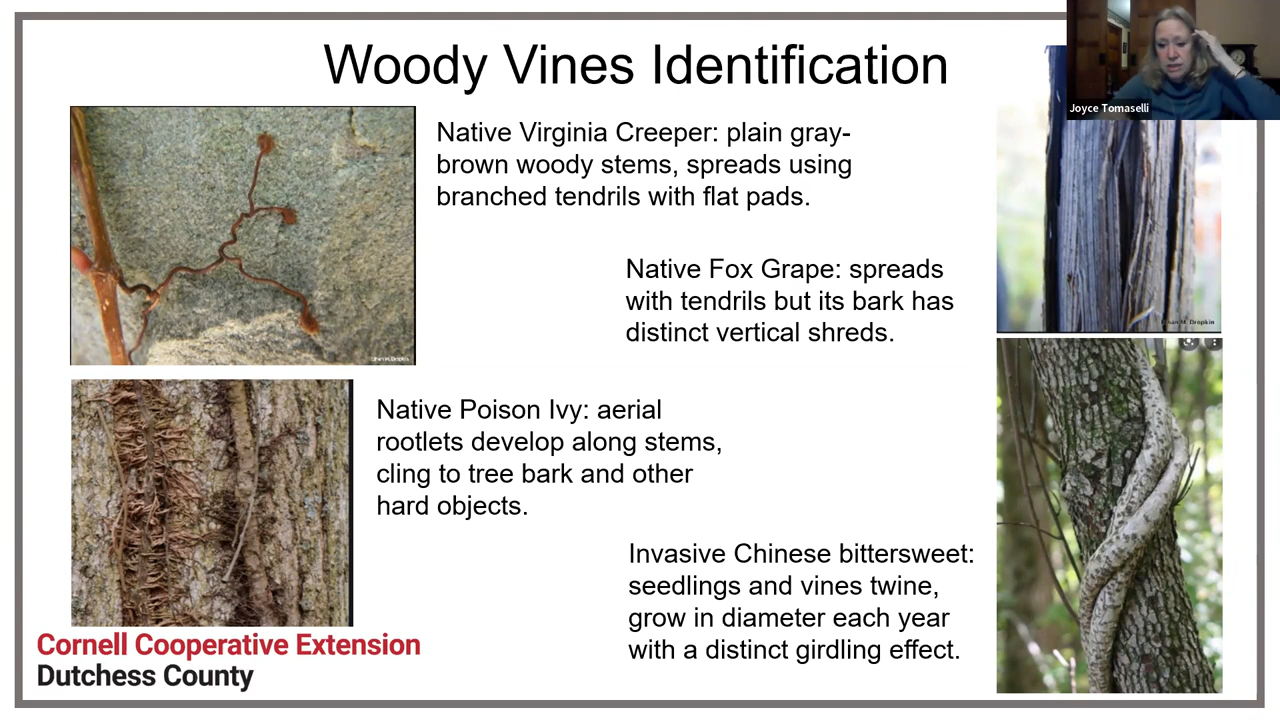 Woody Vines Identification
Joyce Tomaselli
Native Virginia Creeper: plain gray-
brown woody stems, spreads using
branched tendrils with flat pads.
Native Fox Grape: spreads
with tendrils but its bark has
distinct vertical shreds.
Native Poison Ivy: aerial
rootlets develop along stems,
cling to tree bark and other
hard objects.
Invasive Chinese bittersweet:
seedlings and vines twine,
grow in diameter each year
with a distinct girdling effect.
Cornell Cooperative Extension
Dutchess County
M. Dropkin
M. Dropkin